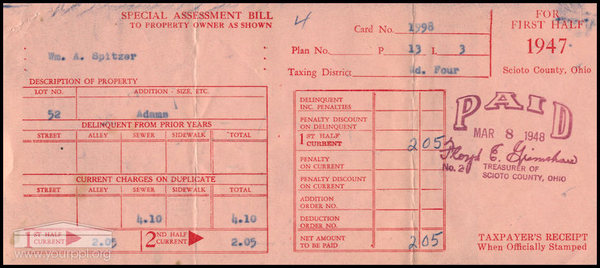 SPECIAL ASSESSMENT BILL
TO PROPERTY OWNER AS SHOWN
4
Card No. 1998
FOR
FIRST HALF
1947
Scioto County, Ohio
Plan No. P 13 L 3
Taxing District Wd. Four
Wm. A. Spitzer
DESCRIPTION OF PROPERTY
LOT NO. ADDITION - SIZE, ETC.
52 Adams
DELINQUENT FROM PRIOR YEARS
STREET ALLEY SEWER SIDEWALK TOTAL
CURRENT CHARGES ON DUPLICATE
STREET ALLEY SEWER SIDEWALK TOTAL
4.10 4.10
1ST HALF CURRENT 2.05 2ND HALF CURRENT 2.05
DELINQUENT
INC. PENALTIES
PENALTY DISCOUNT
ON DELINQUENT
1ST HALF
CURRENT 2 05
PENALTY
ON CURRENT
PENALTY DISCOUNT
ON CURRENT
ADDITION
ORDER NO.
DEDUCTION
ORDER NO.
NET AMOUNT
TO BE PAID 2 05
PAID
MAR 8 1948
Floyd E. Grimshaw
No. 2 TREASURER OF
SCIOTO COUNTY, OHIO
TAXPAYER'S RECEIPT
When Officially Stamped
www.yourpast.org